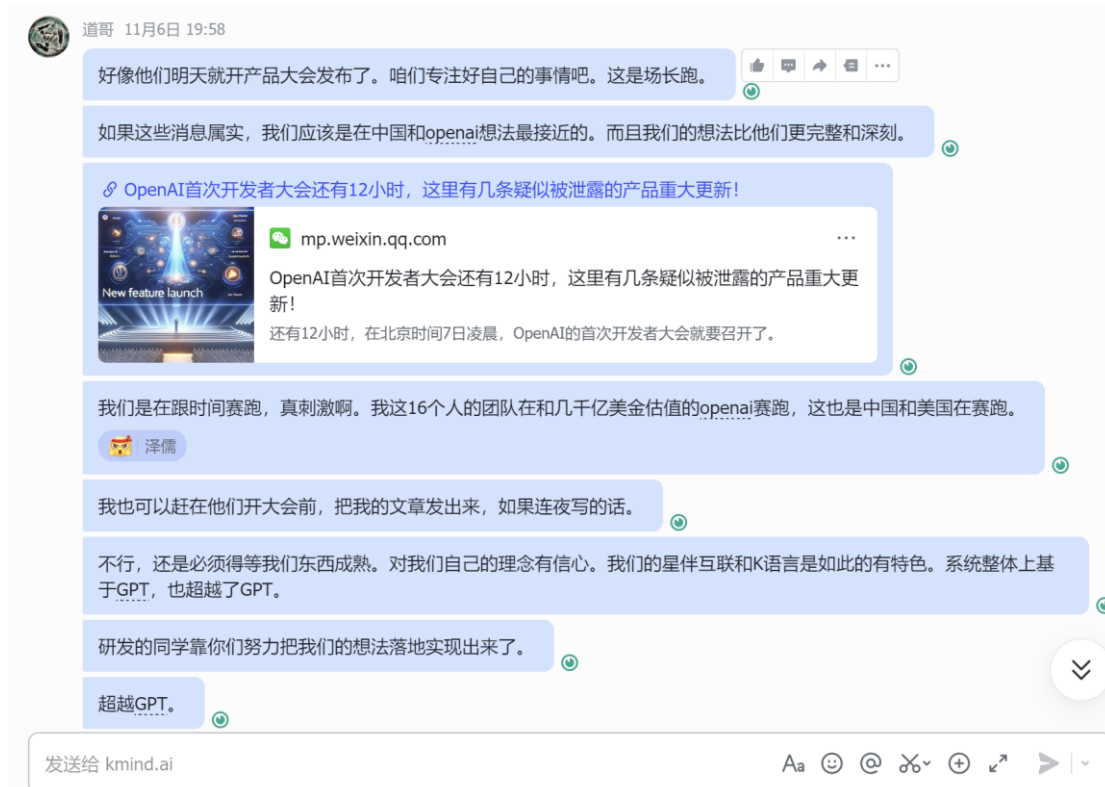 道哥 11月6日 19:58
好像他们明天就开产品大会发布了。咱们专注好自己的事情吧。这是场长跑。
如果这些消息属实，我们应该是在中国和openai想法最接近的。而且我们的想法比他们更完整和深刻。
OpenAI首次开发者大会还有12小时，这里有几条疑似被泄露的产品重大更新！
New feature launch
mp.weixin.qq.com
OpenAI首次开发者大会还有12小时，这里有几条疑似被泄露的产品重大更
新！
还有12小时，在北京时间7日凌晨，OpenAI的首次开发者大会就要召开了。
我们是在跟时间赛跑，真刺激啊。我这16个人的团队在和几千亿美金估值的openai赛跑，这也是中国和美国在赛跑。
泽儒
我也可以赶在他们开大会前，把我的文章发出来，如果连夜写的话。
不行，还是必须得等我们东西成熟。对我们自己的理念有信心。我们的星伴互联和K语言是如此的有特色。系统整体上基
于GPT，也超越了GPT。
研发的同学靠你们努力把我们的想法落地实现出来了。
超越GPT。
发送给 kmind.ai
Aa